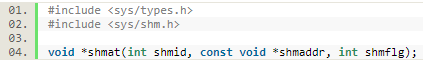 01. #include <sys/types.h>
02. #include <sys/shm.h>
03.
04. void *shmat(int shmid, const void *shmaddr, int shmflg);